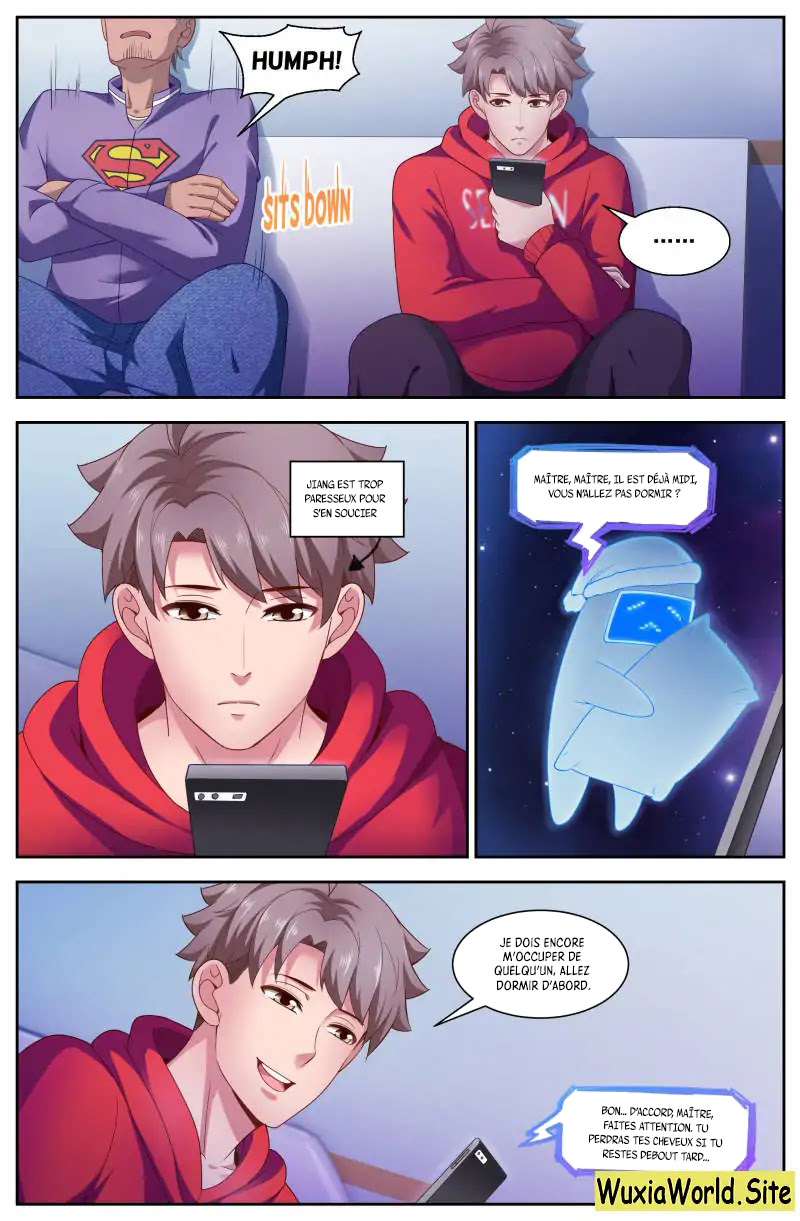 HUMPH!
SITS DOWN
......
JIANG EST TROP
PARESSEUX POUR
S'EN SOUCIER
MAÎTRE, MAÎTRE, IL EST DÉJÀ MIDI,
VOUS N'ALLEZ PAS DORMIR ?
JE DOIS ENCORE
M'OCCUPER DE
QUELQU'UN, ALLEZ
DORMIR D'ABORD.
BON... D'ACCORD, MAÎTRE,
FAITES ATTENTION. TU
PERDRAS TES CHEVEUX SI TU
RESTES DEBOUT TARD...
WuxiaWorld.Site